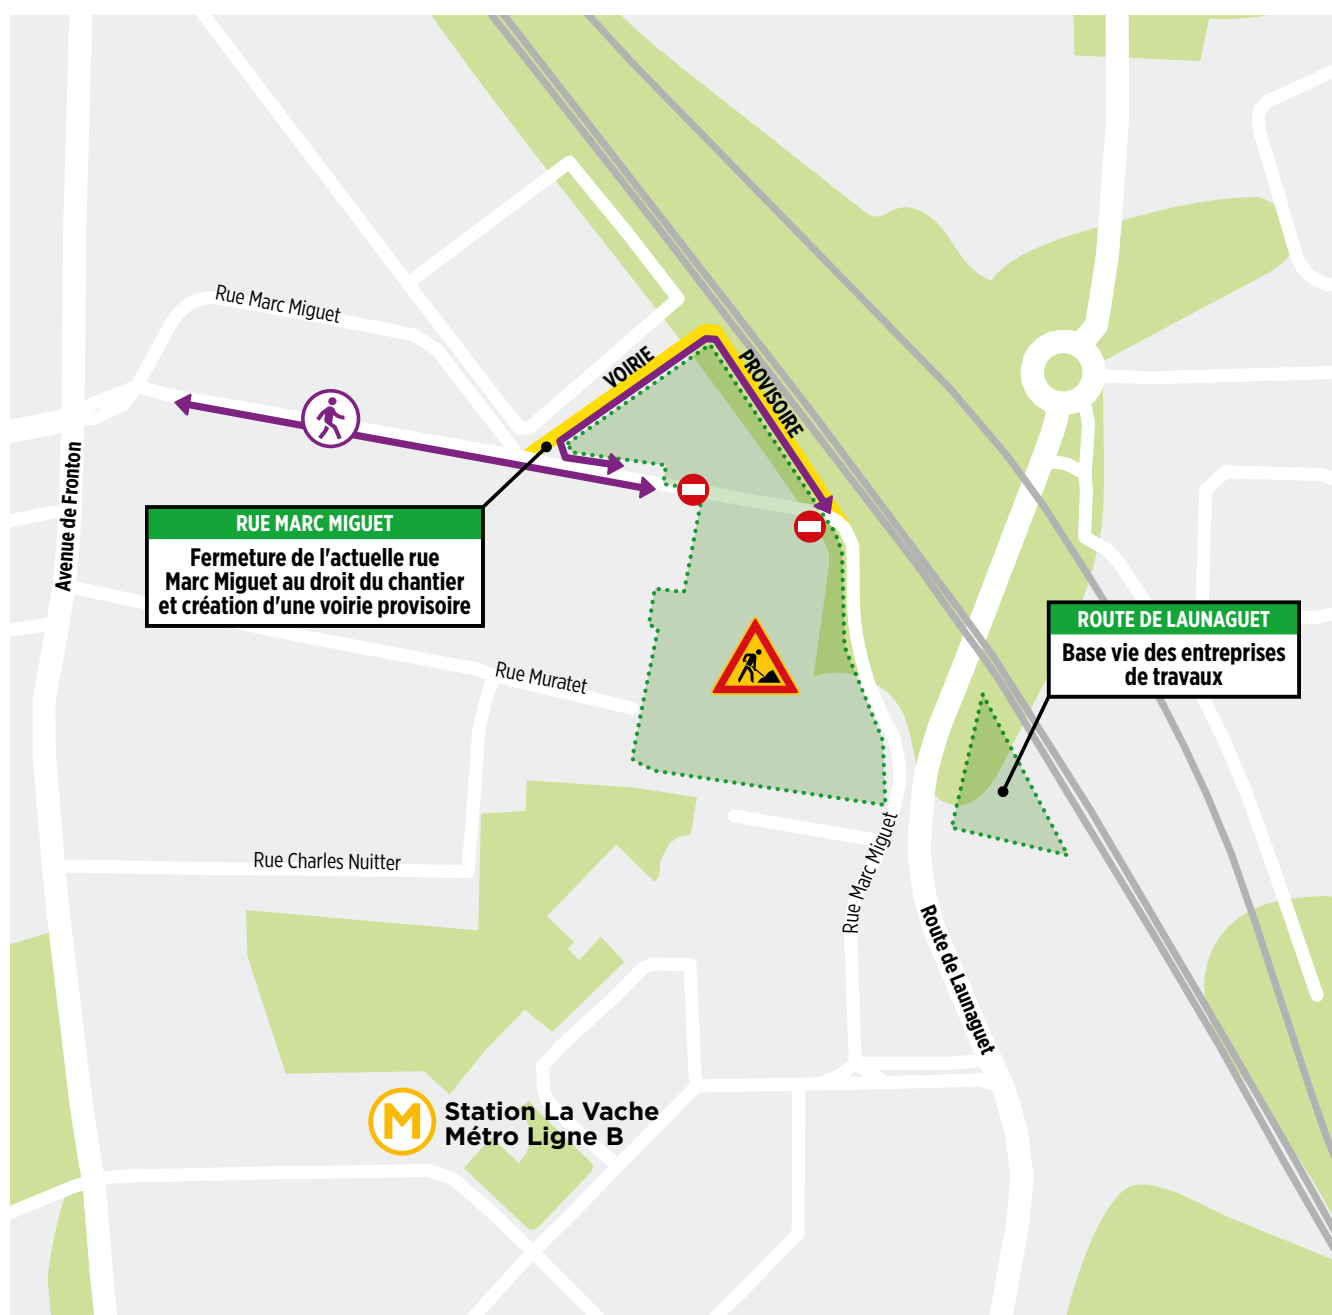 Rue Marc Miguet
VOIRIE
PROVISOIRE
Avenue de Fronton
RUE MARC MIGUET
Fermeture de l'actuelle rue
Marc Miguet au droit du chantier
et création d'une voirie provisoire
ROUTE DE LAUNAGUET
Base vie des entreprises
de travaux
Rue Muratet
Rue Charles Nuitter
Rue Marc Miguet
Route de Launaguet
M
Station La Vache
Métro Ligne B